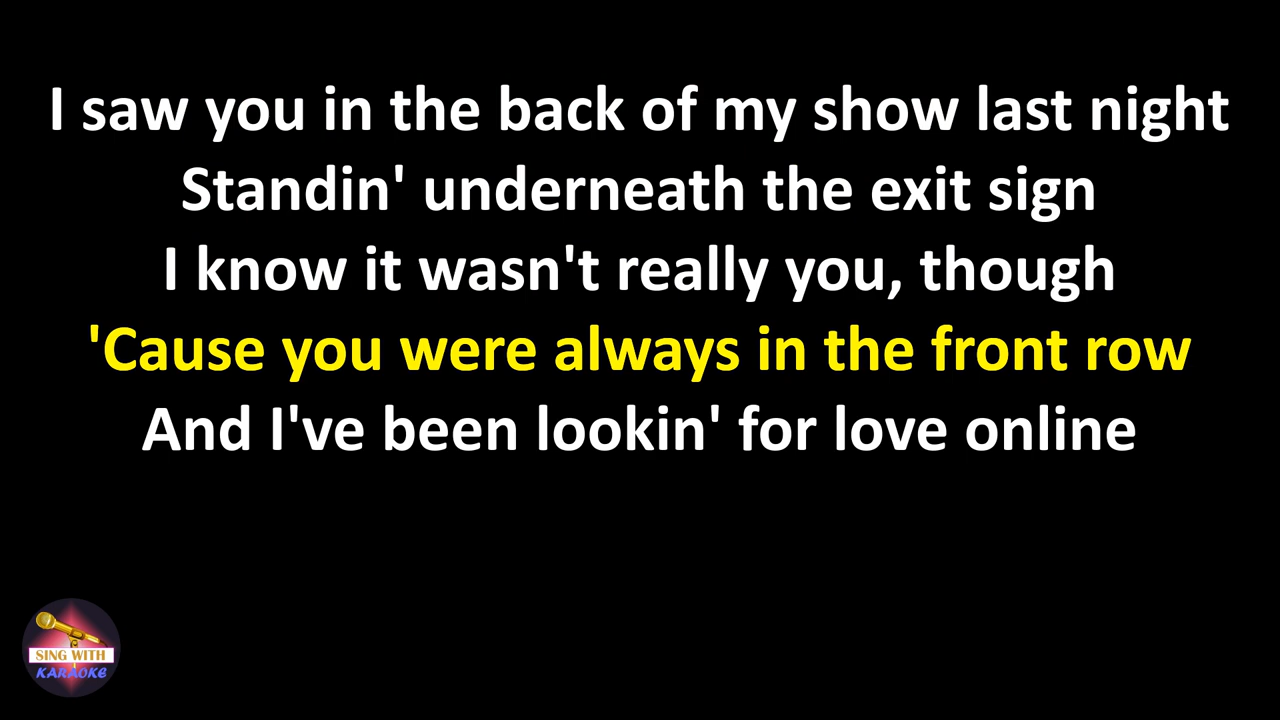 I saw you in the back of my show last night
Standin' underneath the exit sign
I know it wasn't really you, though
'Cause you were always in the front row
And I've been lookin' for love online
SING WITH
KARAOKE